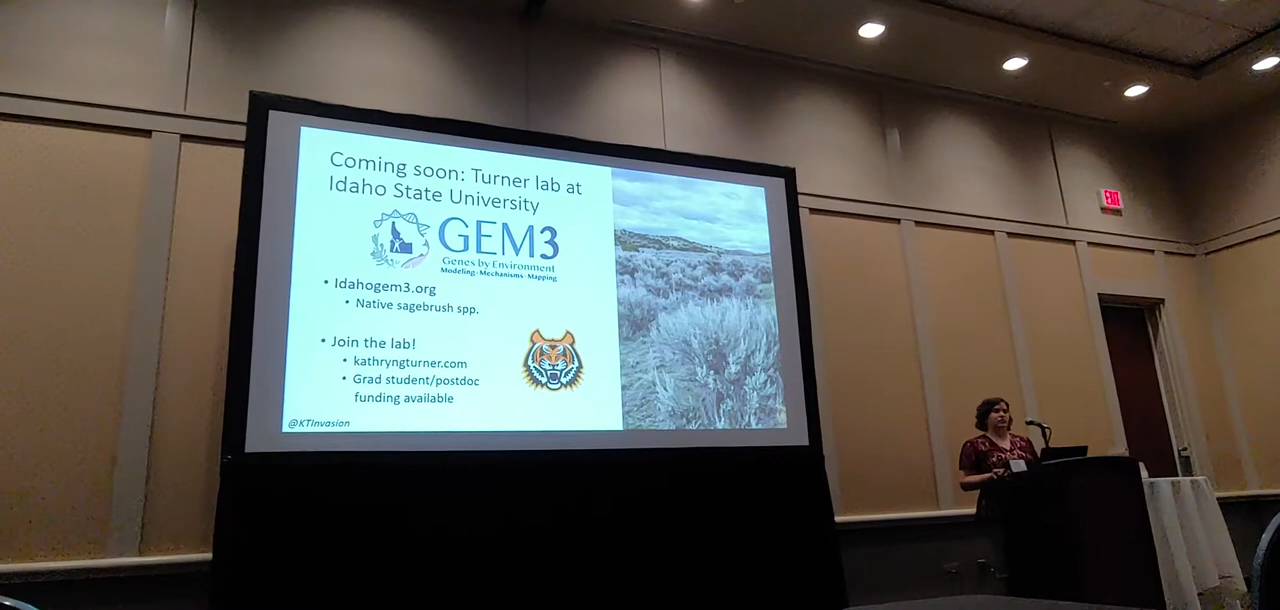 Coming soon: Turner lab at
Idaho State University
GEM3
Genes by Environment
Modeling · Mechanisms · Mapping
• Idahogem3.org
• Native sagebrush spp.
• Join the lab!
• kathryngturner.com
• Grad student/postdoc
funding available
@KTInvasion
EXIT